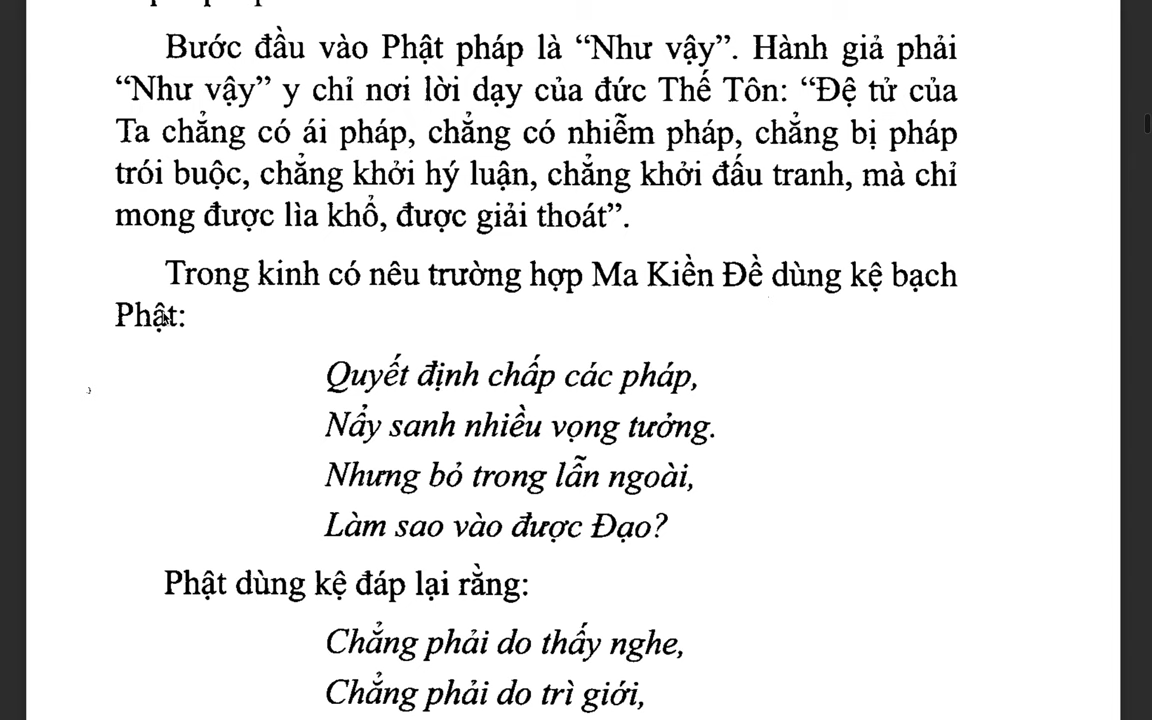 Bước đầu vào Phật pháp là “Như vậy”. Hành giả phải
“Như vậy” y chỉ nơi lời dạy của đức Thế Tôn: “Đệ tử của
Ta chẳng có ái pháp, chẳng có nhiễm pháp, chẳng bị pháp
trói buộc, chẳng khởi hý luận, chẳng khởi đấu tranh, mà chỉ
mong được lìa khổ, được giải thoát”.
Trong kinh có nêu trường hợp Ma Kiền Đề dùng kệ bạch
Phật:
Quyết định chấp các pháp,
Nẩy sanh nhiều vọng tưởng.
Nhưng bỏ trong lẫn ngoài,
Làm sao vào được Đạo?
Phật dùng kệ đáp lại rằng:
Chẳng phải do thấy nghe,
Chẳng phải do trì giới,